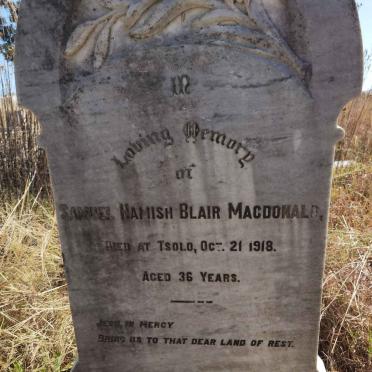 In
Loving Memory
of
Samuel Hamish Blair Macdonald,
Died at Tsolo, Oct. 21 1918.
Aged 36 Years.
Jesu, in Mercy
Bring us to that dear land of rest.